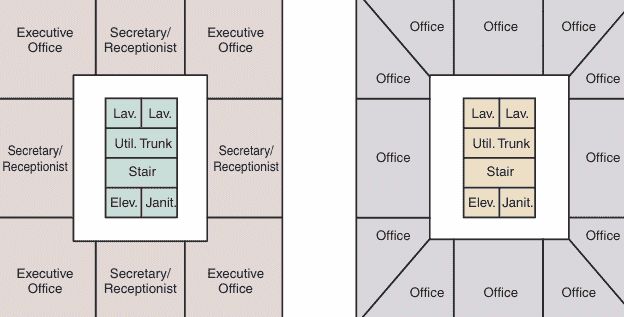 Executive
Office
Secretary/
Receptionist
Executive
Office
Secretary/
Receptionist
Lav. Lav.
Util. Trunk
Stair
Elev. Janit.
Secretary/
Receptionist
Executive
Office
Secretary/
Receptionist
Executive
Office
Office Office Office
Office Office
Office
Lav. Lav.
Util. Trunk
Stair
Elev. Janit.
Office
Office Office
Office Office Office